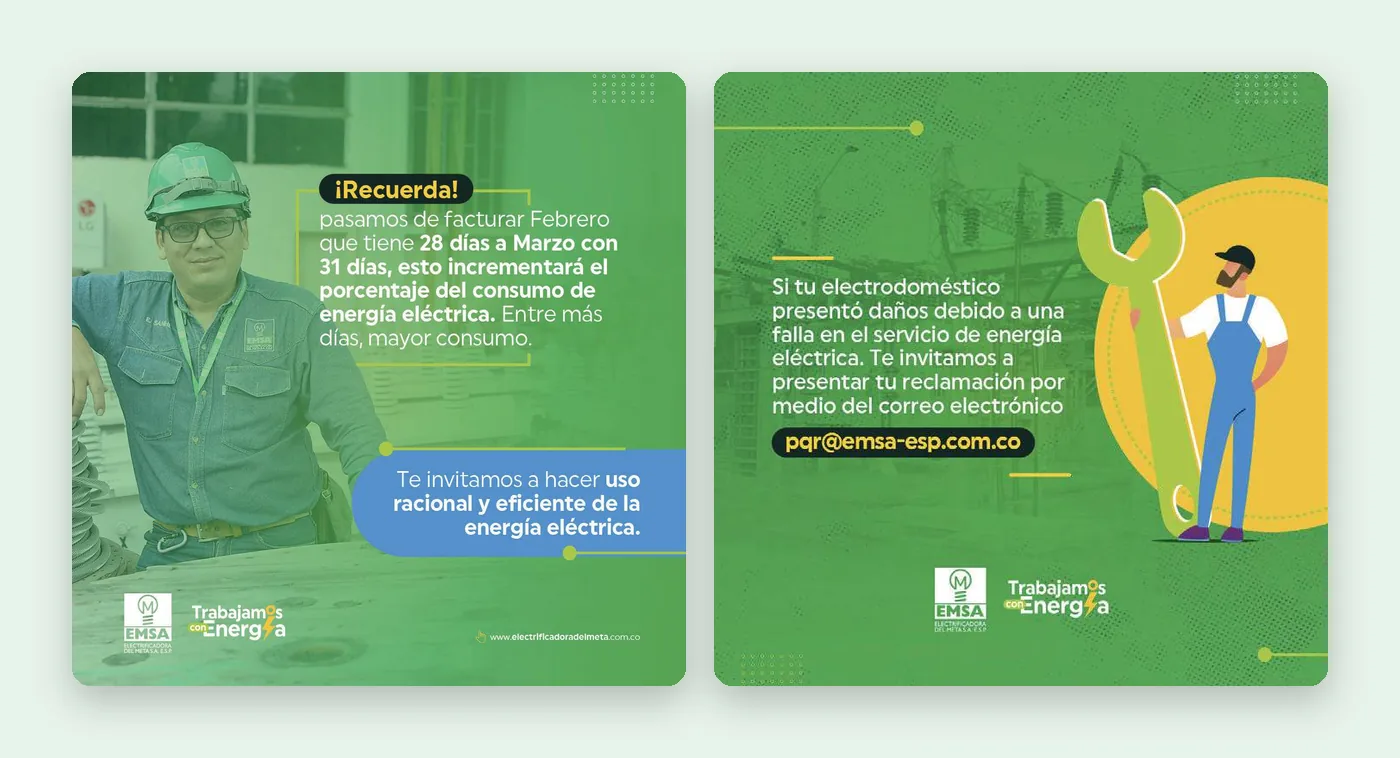 ¡Recuerda!
pasamos de facturar Febrero
que tiene 28 días a Marzo con
31 días, esto incrementará el
porcentaje del consumo de
energía eléctrica. Entre más
días, mayor consumo.
Te invitamos a hacer uso
racional y eficiente de la
energía eléctrica.
M
EMSA
ELECTRIFICADORA
DEL META S.A. E.S.P.
Trabajamos
con Energía
www.electrificadoradelmeta.com.co
LG
Si tu electrodoméstico
presentó daños debido a una
falla en el servicio de energía
eléctrica. Te invitamos a
presentar tu reclamación por
medio del correo electrónico
pqr@emsa-esp.com.co
M
EMSA
ELECTRIFICADORA
DEL META S.A. E.S.P.
Trabajamos
con Energía